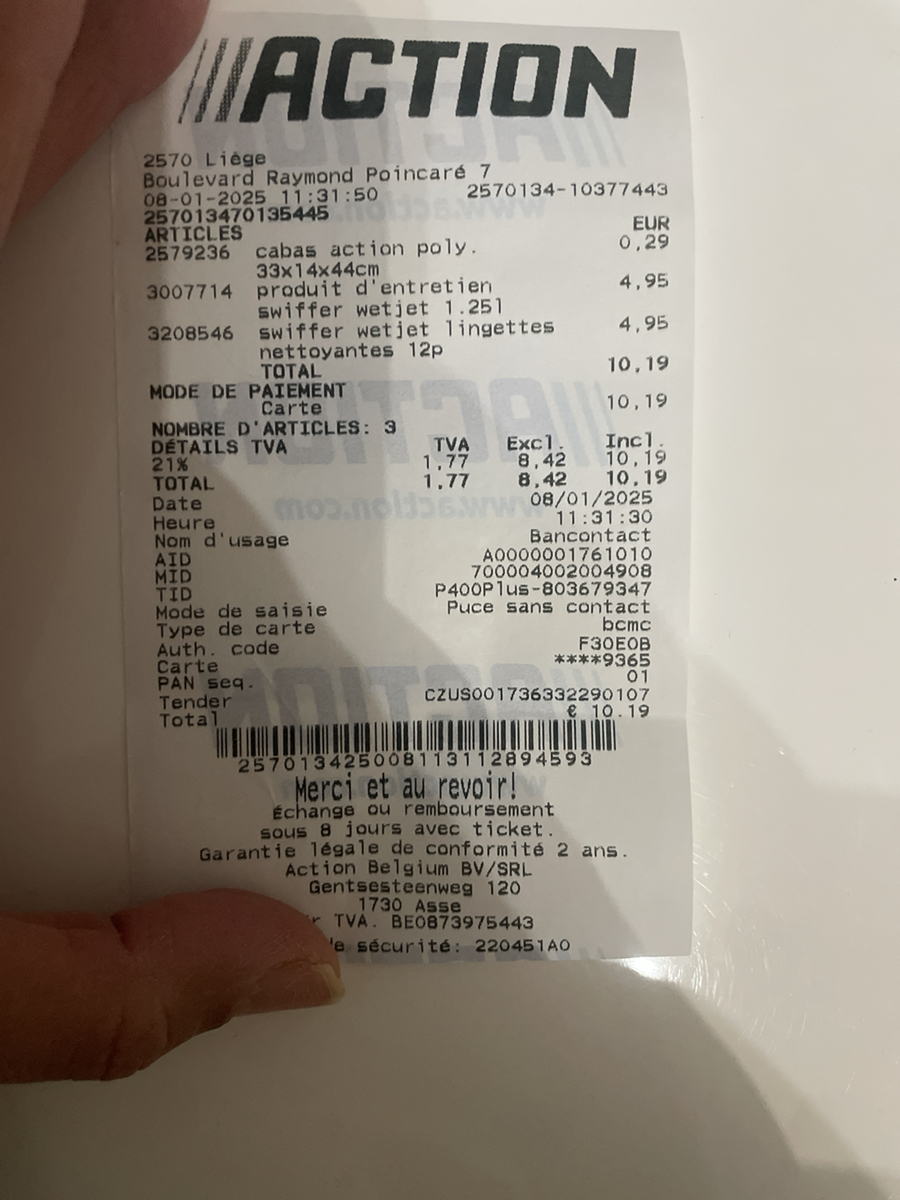 ACTION
2570 Liège
Boulevard Raymond Poincaré 7
08-01-2025 11:31:50 2570134-10377443
257013470135445
ARTICLES EUR
2579236 cabas action poly. 0,29
33x14x44cm
3007714 produit d'entretien 4,95
swiffer wetjet 1.25l
3208546 swiffer wetjet lingettes 4,95
nettoyantes 12p
TOTAL 10,19
MODE DE PAIEMENT
Carte 10,19
NOMBRE D'ARTICLES: 3
DÉTAILS TVA TVA Excl. Incl.
21% 1,77 8,42 10,19
TOTAL 1,77 8,42 10,19
Date 08/01/2025
Heure 11:31:30
Nom d'usage Bancontact
AID A0000001761010
MID 700004002004908
TID P400Plus-803679347
Mode de saisie Puce sans contact
Type de carte bcmc
Auth. code F30E0B
Carte ****9365
PAN seq. 01
Tender CZUS001736332290107
Total € 10.19
257013425008113112894593
Merci et au revoir!
Échange ou remboursement
sous 8 jours avec ticket.
Garantie légale de conformité 2 ans.
Action Belgium BV/SRL
Gentsesteenweg 120
1730 Asse
TVA. BE0873975443
sécurité: 220451A0